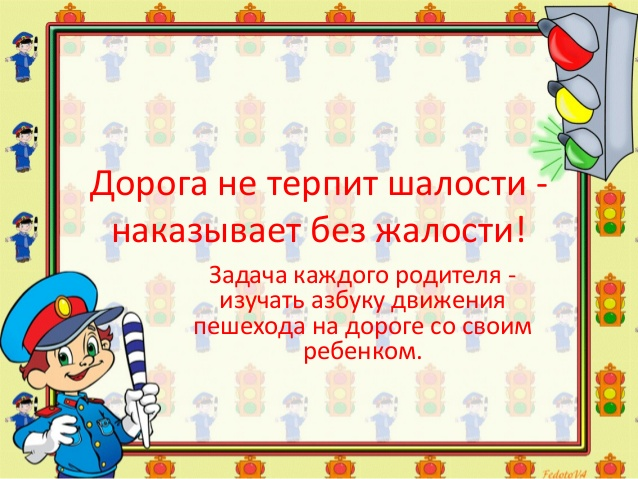 Дорога не терпит шалости -
наказывает без жалости!
Задача каждого родителя -
изучать азбуку движения
пешехода на дороге со своим
ребенком.
FedotoVA